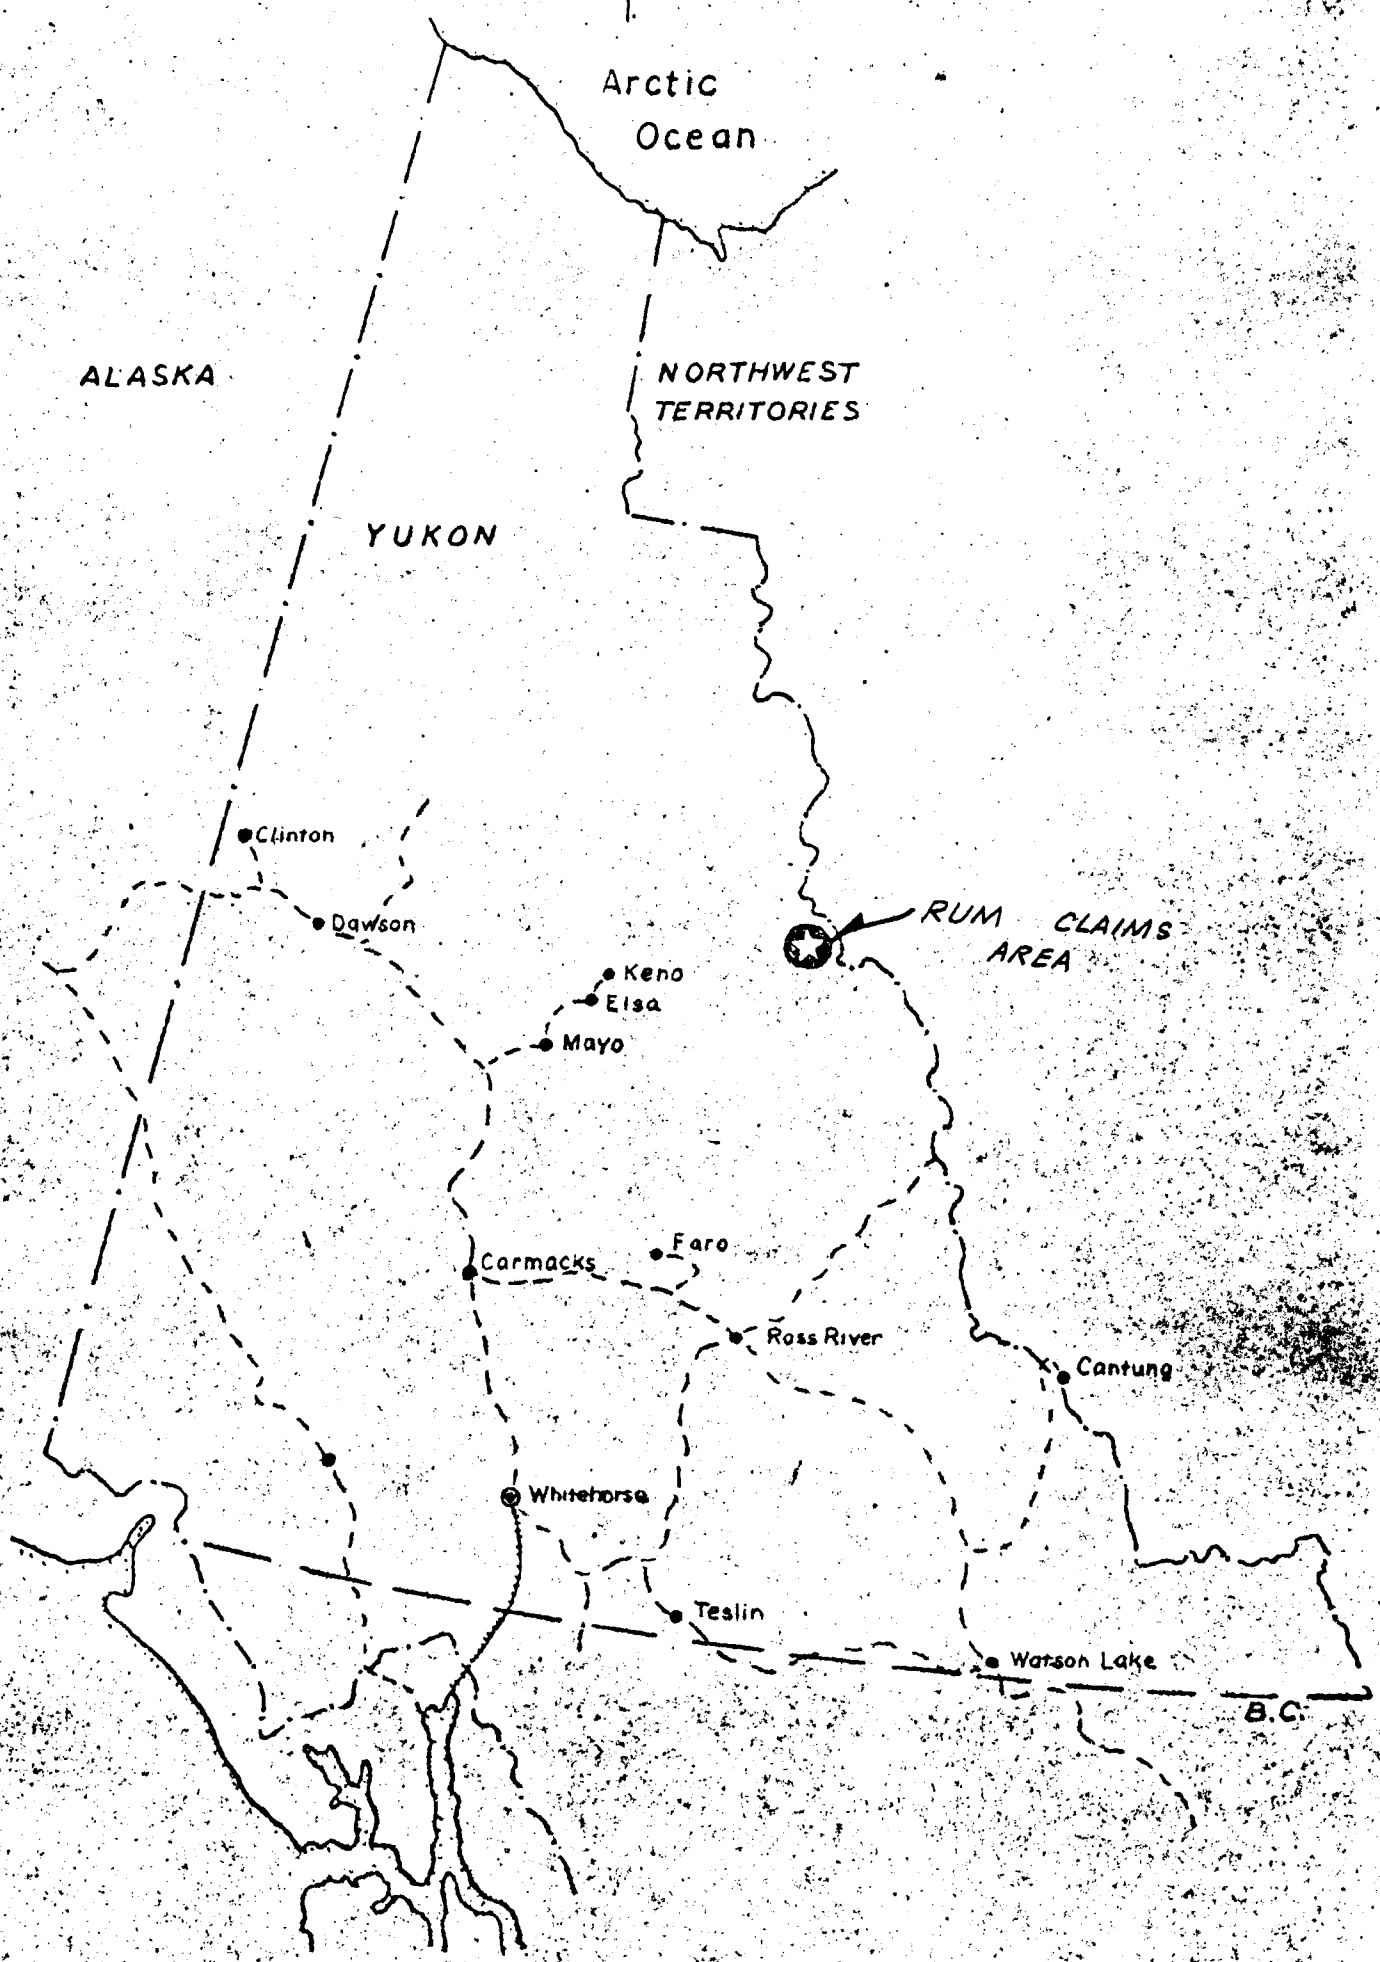 Arctic
Ocean
ALASKA
NORTHWEST
TERRITORIES
YUKON
Clinton
Dawson
RUM CLAIMS
AREA
Keno
Elsa
Mayo
Faro
Carmacks
Ross River
Cantung
Whitehorse
Teslin
Watson Lake
B.C.